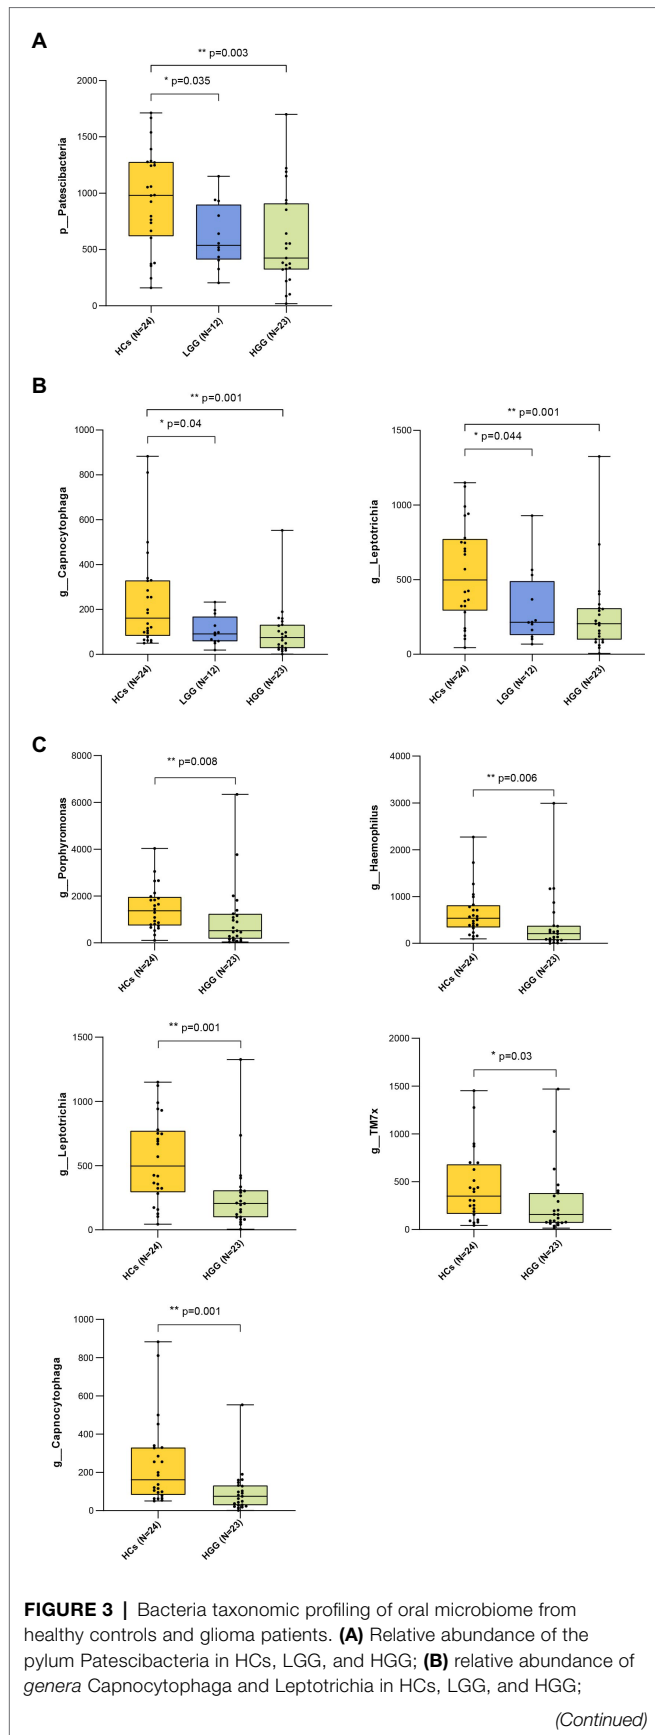 A
** p=0.003
* p=0.035
2000
1500
1000
500
0
p__Patescibacteria
HCs (N=24)
LGG (N=12)
HGG (N=23)
B
** p=0.001
* p=0.04
1000
800
600
400
200
0
g__Capnocytophaga
HCs (N=24)
LGG (N=12)
HGG (N=23)
** p=0.001
* p=0.044
1500
1000
500
0
g__Leptotrichia
HCs (N=24)
LGG (N=12)
HGG (N=23)
C
** p=0.008
8000
6000
4000
2000
0
g__Porphyromonas
HCs (N=24)
HGG (N=23)
** p=0.006
4000
3000
2000
1000
0
g__Haemophilus
HCs (N=24)
HGG (N=23)
** p=0.001
1500
1000
500
0
g__Leptotrichia
HCs (N=24)
HGG (N=23)
* p=0.03
2000
1500
1000
500
0
g__TM7x
HCs (N=24)
HGG (N=23)
** p=0.001
1000
800
600
400
200
0
g__Capnocytophaga
HCs (N=24)
HGG (N=23)
FIGURE 3 | Bacteria taxonomic profiling of oral microbiome from
healthy controls and glioma patients. (A) Relative abundance of the
pylum Patescibacteria in HCs, LGG, and HGG; (B) relative abundance of
genera Capnocytophaga and Leptotrichia in HCs, LGG, and HGG;
(Continued)